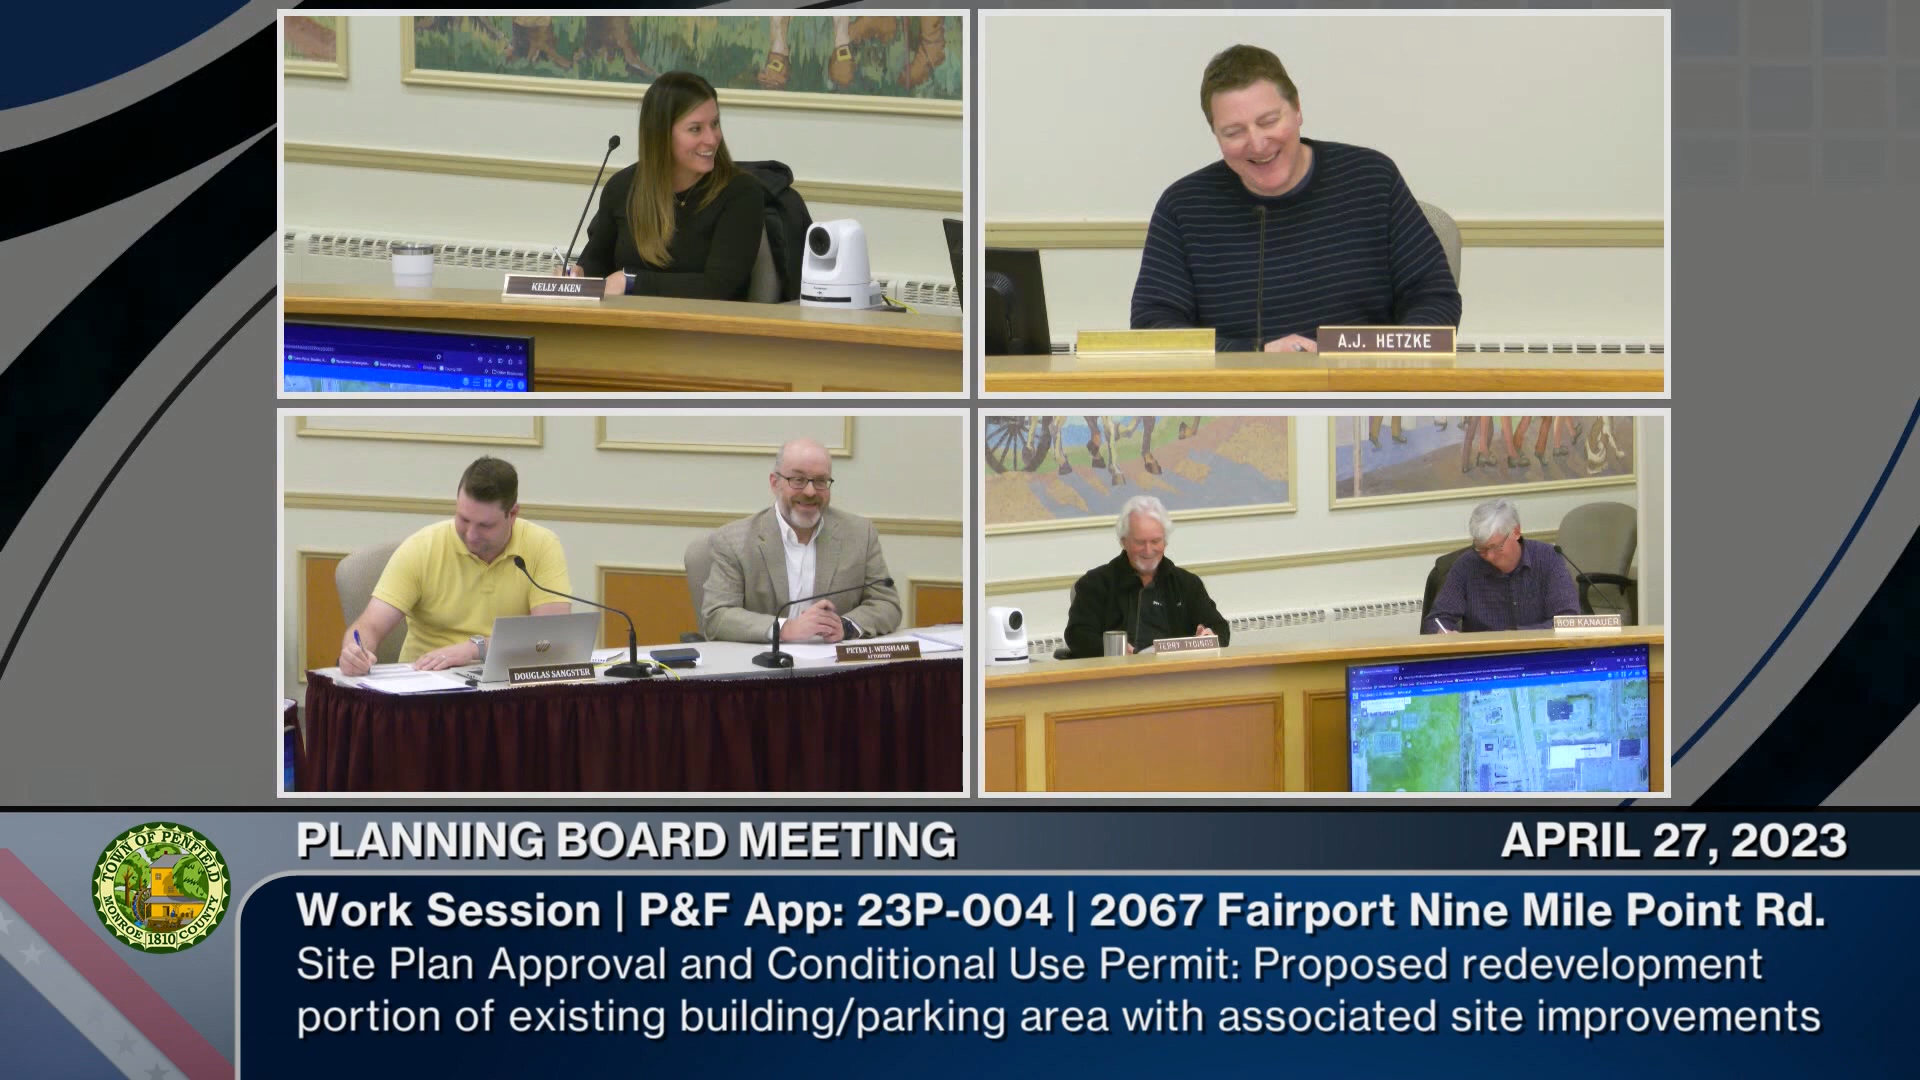 KELLY AKEN
A.J. HETZKE
DOUGLAS SANGSTER
PETER J. WEISHAAR
ATTORNEY
TERRY TYDINGS
BOB KANAUER
hp
TOWN OF PENFIELD
MONROE COUNTY
1810
PLANNING BOARD MEETING
APRIL 27, 2023
Work Session | P&F App: 23P-004 | 2067 Fairport Nine Mile Point Rd.
Site Plan Approval and Conditional Use Permit: Proposed redevelopment
portion of existing building/parking area with associated site improvements